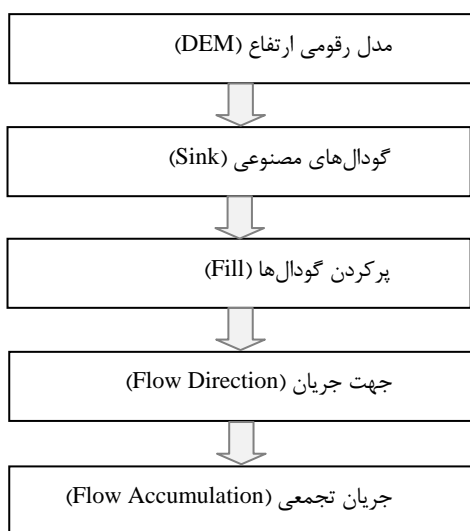 مدل رقومی ارتفاع (DEM)
گودال‌های مصنوعی (Sink)
پرکردن گودال‌ها (Fill)
جهت جریان (Flow Direction)
جریان تجمعی (Flow Accumulation)